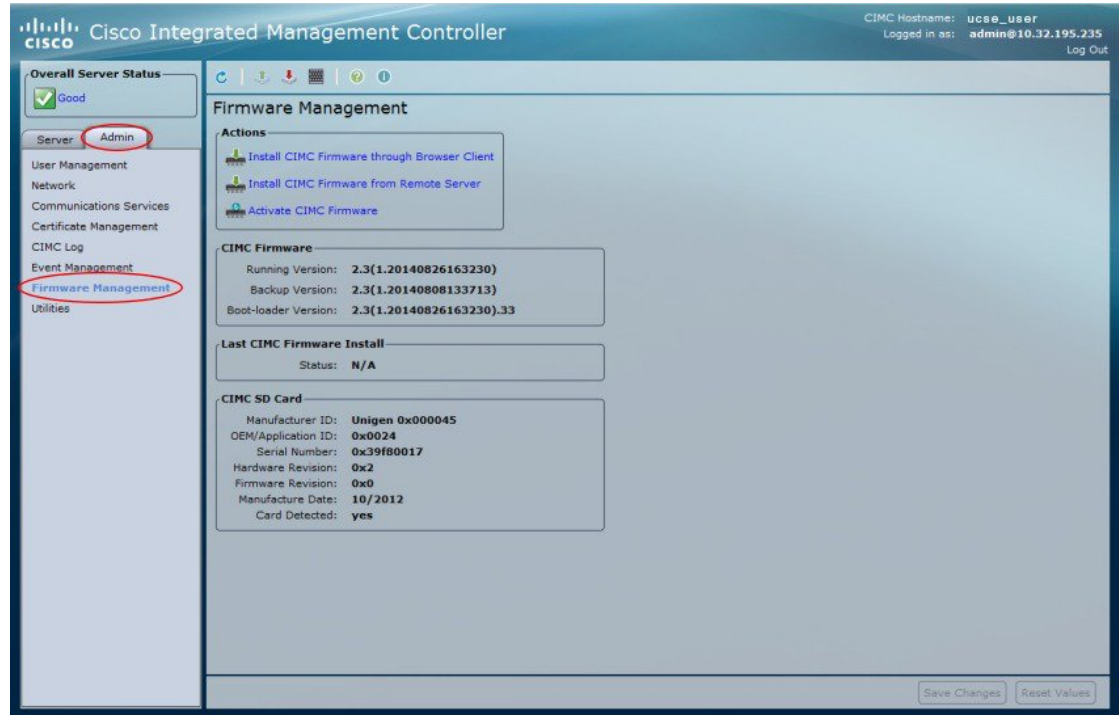 CISCO Cisco Integrated Management Controller
CIMC Hostname: ucse_user
Logged in as: admin@10.32.195.235
Log Out
Overall Server Status
Good
Server Admin
User Management
Network
Communications Services
Certificate Management
CIMC Log
Event Management
Firmware Management
Utilities
Firmware Management
Actions
Install CIMC Firmware through Browser Client
Install CIMC Firmware from Remote Server
Activate CIMC Firmware
CIMC Firmware
Running Version: 2.3(1.20140826163230)
Backup Version: 2.3(1.20140808133713)
Boot-loader Version: 2.3(1.20140826163230).33
Last CIMC Firmware Install
Status: N/A
CIMC SD Card
Manufacturer ID: Unigen 0x000045
OEM/Application ID: 0x0024
Serial Number: 0x39f80017
Hardware Revision: 0x2
Firmware Revision: 0x0
Manufacture Date: 10/2012
Card Detected: yes
Save Changes Reset Values